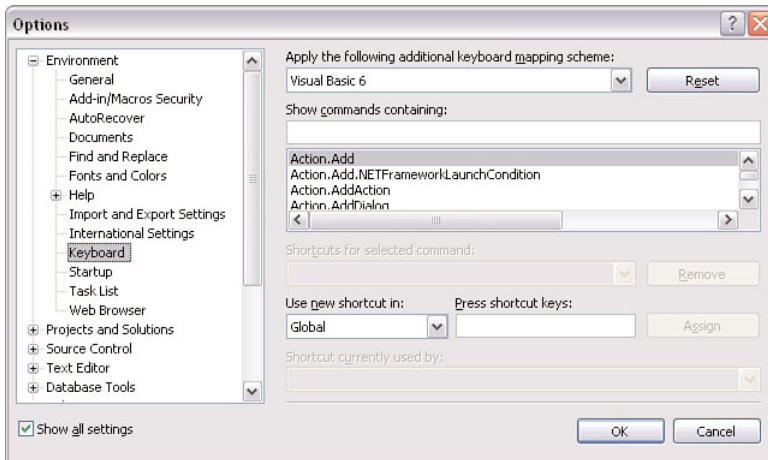 Options
Environment
General
Add-in/Macros Security
AutoRecover
Documents
Find and Replace
Fonts and Colors
Help
Import and Export Settings
International Settings
Keyboard
Startup
Task List
Web Browser
Projects and Solutions
Source Control
Text Editor
Database Tools
Show all settings
Apply the following additional keyboard mapping scheme:
Visual Basic 6
Reset
Show commands containing:
Action.Add
Action.Add.NETFrameworkLaunchCondition
Action.AddAction
Action.AddDialog
Shortcuts for selected command:
Remove
Use new shortcut in:
Press shortcut keys:
Global
Assign
Shortcut currently used by:
OK
Cancel